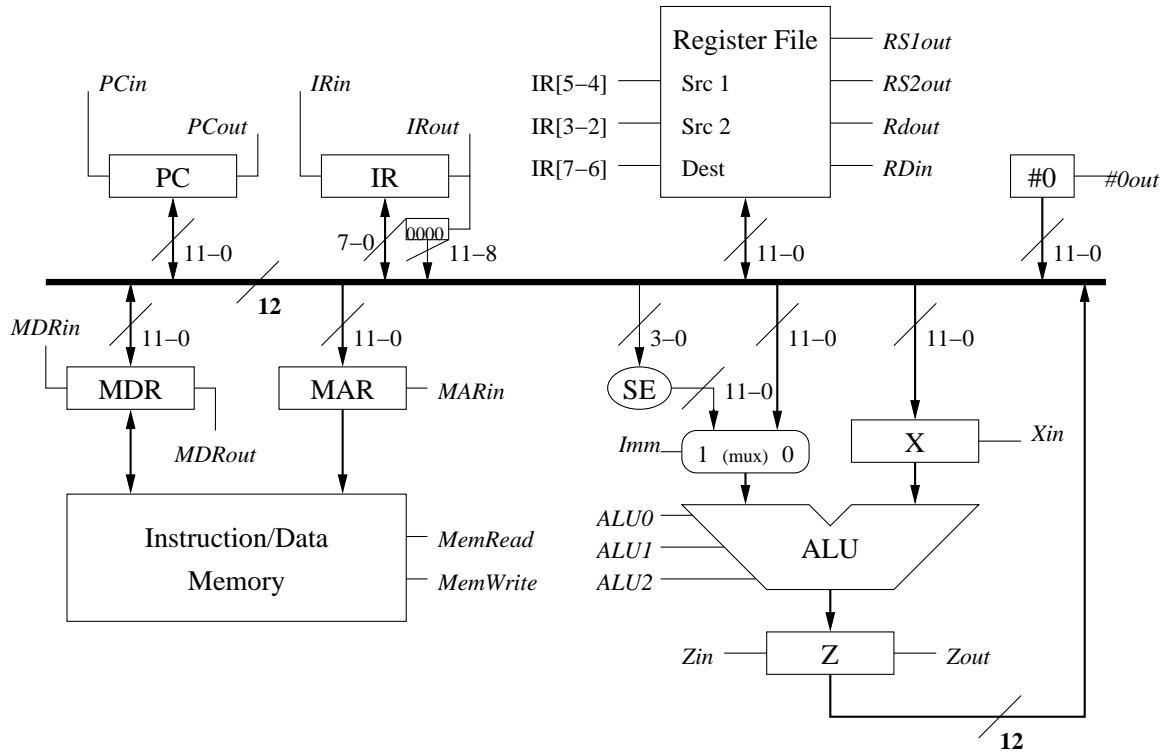 Register File
RS1out
PCin
IRin
IR[5–4]
Src 1
RS2out
PCout
IRout
IR[3–2]
Src 2
Rdout
PC
IR
IR[7–6]
Dest
RDin
#0
#0out
0000
11–0
7–0
11–8
11–0
11–0
12
MDRin
11–0
11–0
3–0
11–0
11–0
MDR
MAR
MARin
SE
11–0
MDRout
Imm
1 (mux) 0
X
Xin
Instruction/Data
Memory
MemRead
MemWrite
ALU0
ALU1
ALU2
ALU
Zin
Z
Zout
12